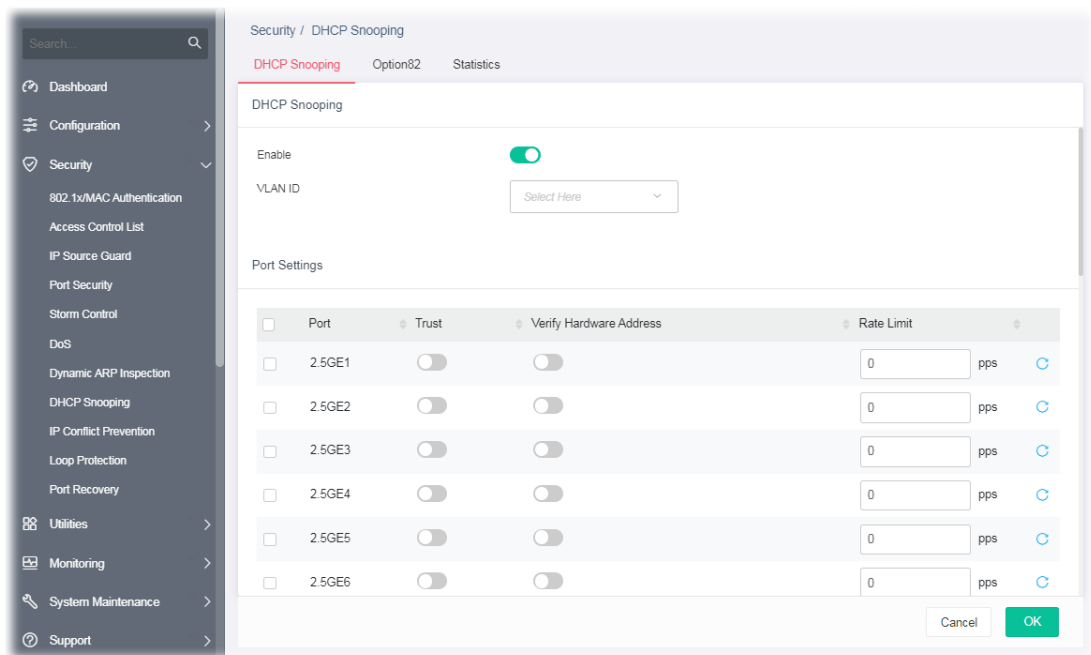 Search...
Dashboard
Configuration
Security
802.1x/MAC Authentication
Access Control List
IP Source Guard
Port Security
Storm Control
DoS
Dynamic ARP Inspection
DHCP Snooping
IP Conflict Prevention
Loop Protection
Port Recovery
Utilities
Monitoring
System Maintenance
Support
Security / DHCP Snooping
DHCP Snooping Option82 Statistics
DHCP Snooping
Enable
VLAN ID Select Here
Port Settings
Port Trust Verify Hardware Address Rate Limit
2.5GE1 0 pps
2.5GE2 0 pps
2.5GE3 0 pps
2.5GE4 0 pps
2.5GE5 0 pps
2.5GE6 0 pps
Cancel OK